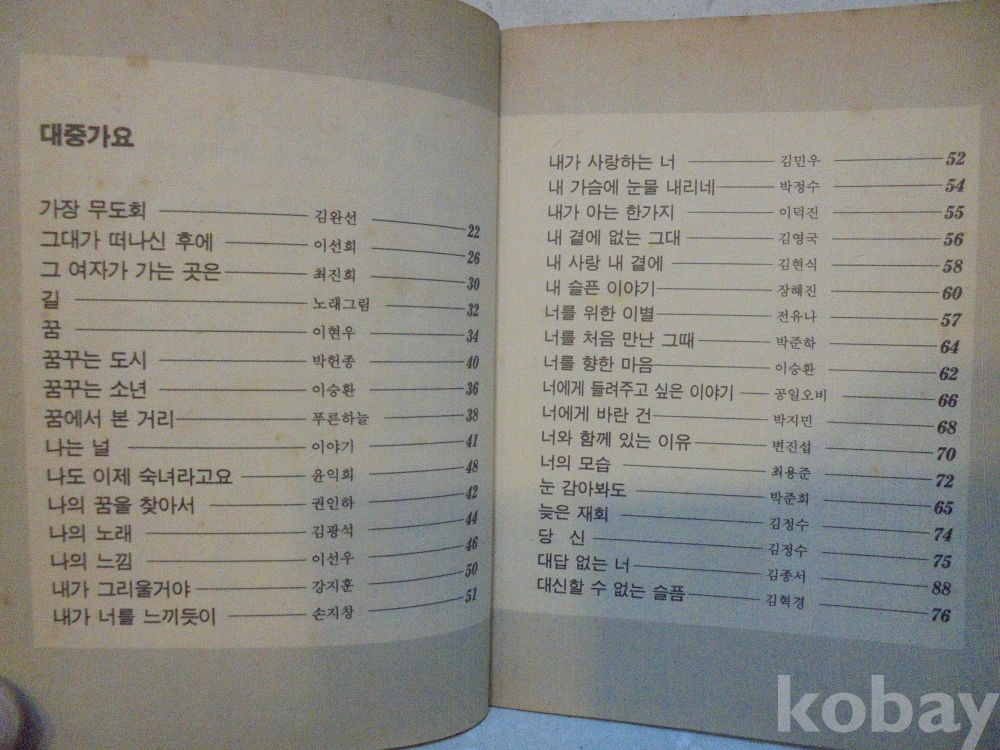 대중가요
가장 무도회 김완선 22
그대가 떠나신 후에 이선희 26
그 여자가 가는 곳은 최진희 30
길 노래그림 32
꿈 이현우 34
꿈꾸는 도시 박헌종 40
꿈꾸는 소년 이승환 36
꿈에서 본 거리 푸른하늘 38
나는 널 이야기 41
나도 이제 숙녀라고요 윤익희 48
나의 꿈을 찾아서 권인하 42
나의 노래 김광석 44
나의 느낌 이선우 46
내가 그리울거야 강지훈 50
내가 너를 느끼듯이 손지창 51
내가 사랑하는 너 김민우 52
내 가슴에 눈물 내리네 박정수 54
내가 아는 한가지 이덕진 55
내 곁에 없는 그대 김영국 56
내 사랑 내 곁에 김현식 58
내 슬픈 이야기 장혜진 60
너를 위한 이별 전유나 57
너를 처음 만난 그때 박준하 64
너를 향한 마음 이승환 62
너에게 들려주고 싶은 이야기 공일오비 66
너에게 바란 건 박지민 68
너와 함께 있는 이유 변진섭 70
너의 모습 최용준 72
눈 감아봐도 박준희 65
늦은 재회 김정수 74
당 신 김정수 75
대답 없는 너 김종서 88
대신할 수 없는 슬픔 김혁경 76
kobay